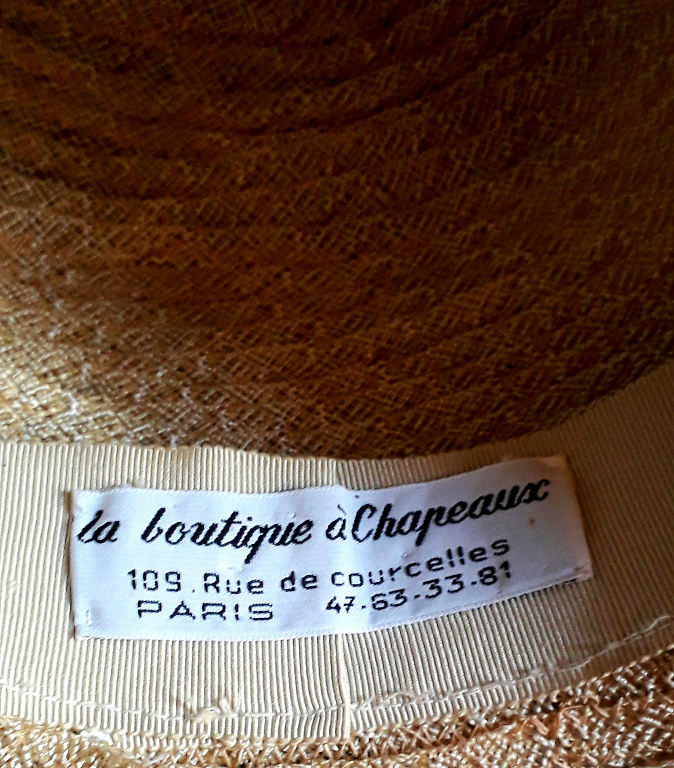 la boutique à Chapeaux
109. Rue de courcelles
PARIS 47.63.33.81